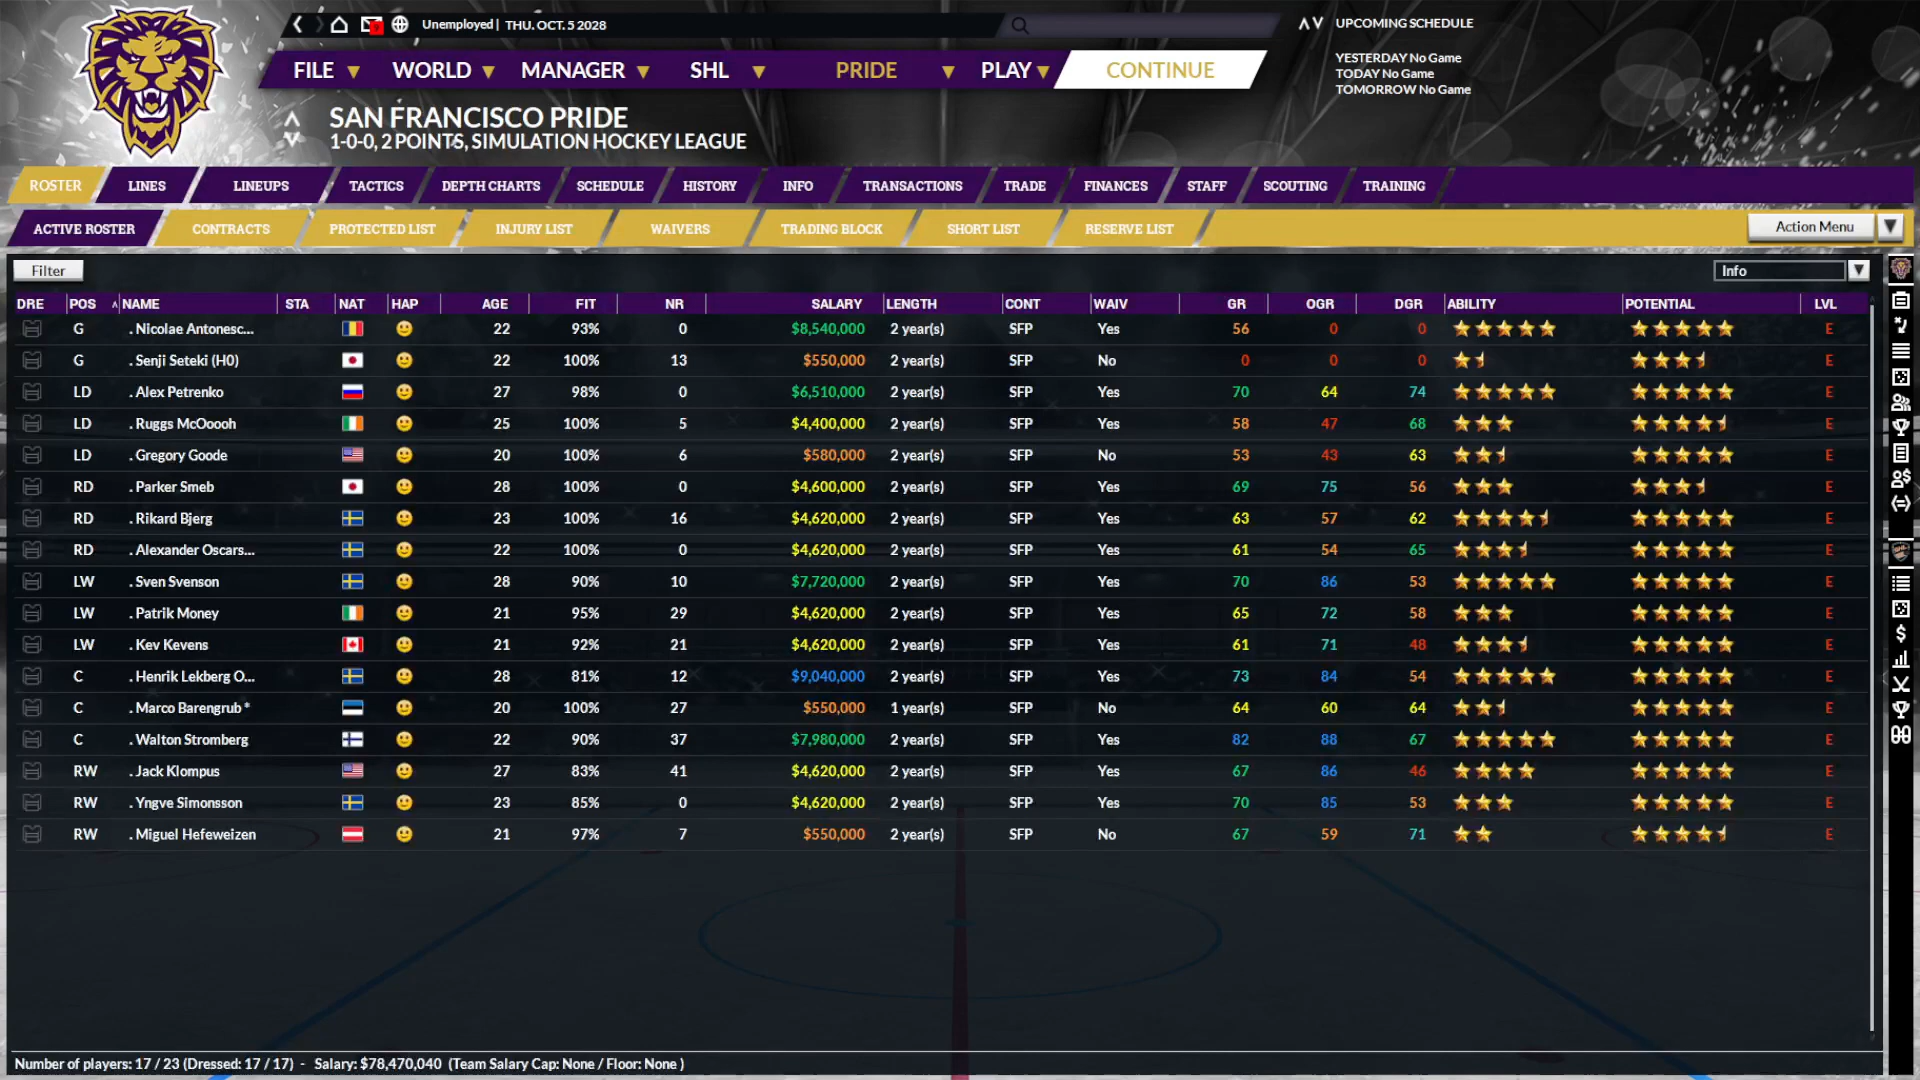 Unemployed | THU. OCT. 5 2028
UPCOMING SCHEDULE
YESTERDAY No Game
TODAY No Game
TOMORROW No Game
FILE WORLD MANAGER SHL PRIDE PLAY CONTINUE
SAN FRANCISCO PRIDE
1-0-0, 2 POINTS, SIMULATION HOCKEY LEAGUE
ROSTER LINES LINEUPS TACTICS DEPTH CHARTS SCHEDULE HISTORY INFO TRANSACTIONS TRADE FINANCES STAFF SCOUTING TRAINING
ACTIVE ROSTER CONTRACTS PROTECTED LIST INJURY LIST WAIVERS TRADING BLOCK SHORT LIST RESERVE LIST Action Menu
Filter Info
DRE POS NAME STA NAT HAP AGE FIT NR SALARY LENGTH CONT WAIV GR OGR DGR ABILITY POTENTIAL LVL
G . Nicolae Antonesc... 22 93% 0 $8,540,000 2 year(s) SFP Yes 56 0 0 E
G . Senji Seteki (H0) 22 100% 13 $550,000 2 year(s) SFP No 0 0 0 E
LD . Alex Petrenko 27 98% 0 $6,510,000 2 year(s) SFP Yes 70 64 74 E
LD . Ruggs McOoooh 25 100% 5 $4,400,000 2 year(s) SFP Yes 58 47 68 E
LD . Gregory Goode 20 100% 6 $580,000 2 year(s) SFP No 53 43 63 E
RD . Parker Smeb 28 100% 0 $4,600,000 2 year(s) SFP Yes 69 75 56 E
RD . Rikard Bjerg 23 100% 16 $4,620,000 2 year(s) SFP Yes 63 57 62 E
RD . Alexander Oscars... 22 100% 0 $4,620,000 2 year(s) SFP Yes 61 54 65 E
LW . Sven Svenson 28 90% 10 $7,720,000 2 year(s) SFP Yes 70 86 53 E
LW . Patrik Money 21 95% 29 $4,620,000 2 year(s) SFP Yes 65 72 58 E
LW . Kev Kevens 21 92% 21 $4,620,000 2 year(s) SFP Yes 61 71 48 E
C . Henrik Lekberg O... 28 81% 12 $9,040,000 2 year(s) SFP Yes 73 84 54 E
C . Marco Barengrub * 20 100% 27 $550,000 1 year(s) SFP No 64 60 64 E
C . Walton Stromberg 22 90% 37 $7,980,000 2 year(s) SFP Yes 82 88 67 E
RW . Jack Klompus 27 83% 41 $4,620,000 2 year(s) SFP Yes 67 86 46 E
RW . Yngve Simonsson 23 85% 0 $4,620,000 2 year(s) SFP Yes 70 85 53 E
RW . Miguel Hefeweizen 21 97% 7 $550,000 2 year(s) SFP No 67 59 71 E
Number of players: 17 / 23 (Dressed: 17 / 17) - Salary: $78,470,040 (Team Salary Cap: None / Floor: None )